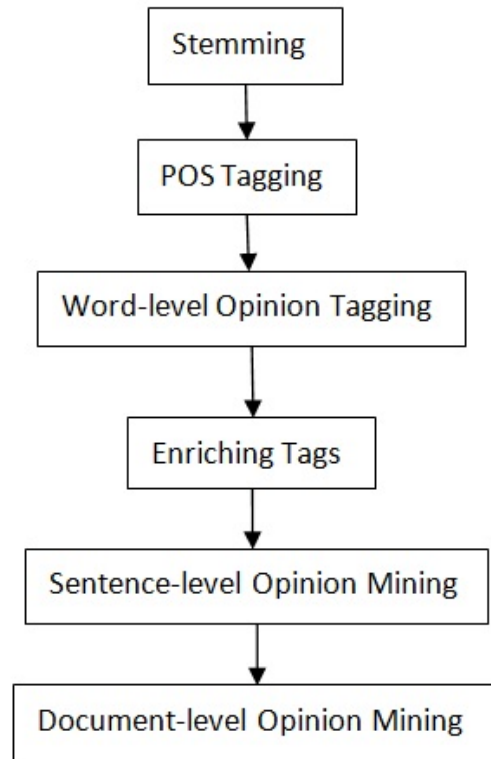 Stemming
POS Tagging
Word-level Opinion Tagging
Enriching Tags
Sentence-level Opinion Mining
Document-level Opinion Mining